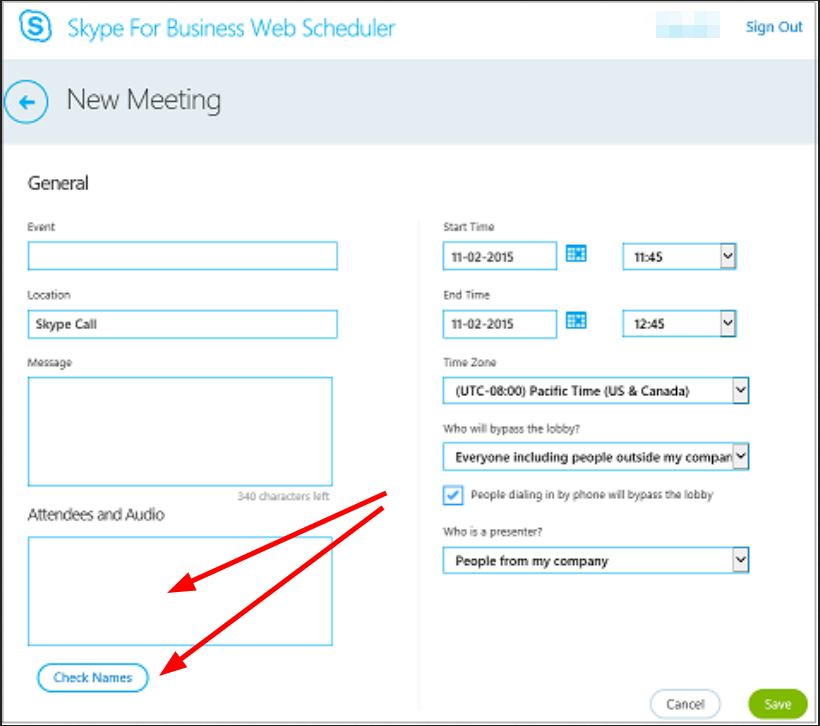 Skype For Business Web Scheduler
Sign Out
New Meeting
General
Event
Location
Skype Call
Message
340 characters left
Attendees and Audio
Check Names
Start Time
11-02-2015 11:45
End Time
11-02-2015 12:45
Time Zone
(UTC-08:00) Pacific Time (US & Canada)
Who will bypass the lobby?
Everyone including people outside my compan
People dialing in by phone will bypass the lobby
Who is a presenter?
People from my company
Cancel Save